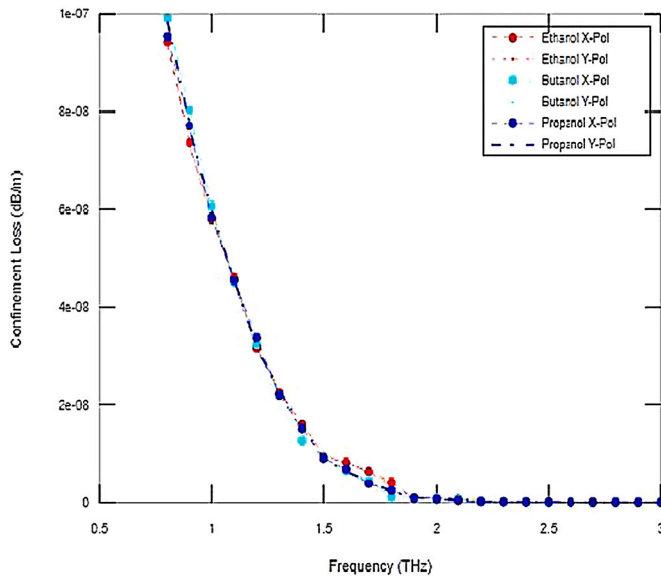 1e-07
8e-08
6e-08
4e-08
2e-08
0
0.5
1
1.5
2
2.5
3
Confinement Loss (dB/m)
Frequency (THz)
Ethanol X-Pol
Ethanol Y-Pol
Butanol X-Pol
Butanol Y-Pol
Propanol X-Pol
Propanol Y-Pol